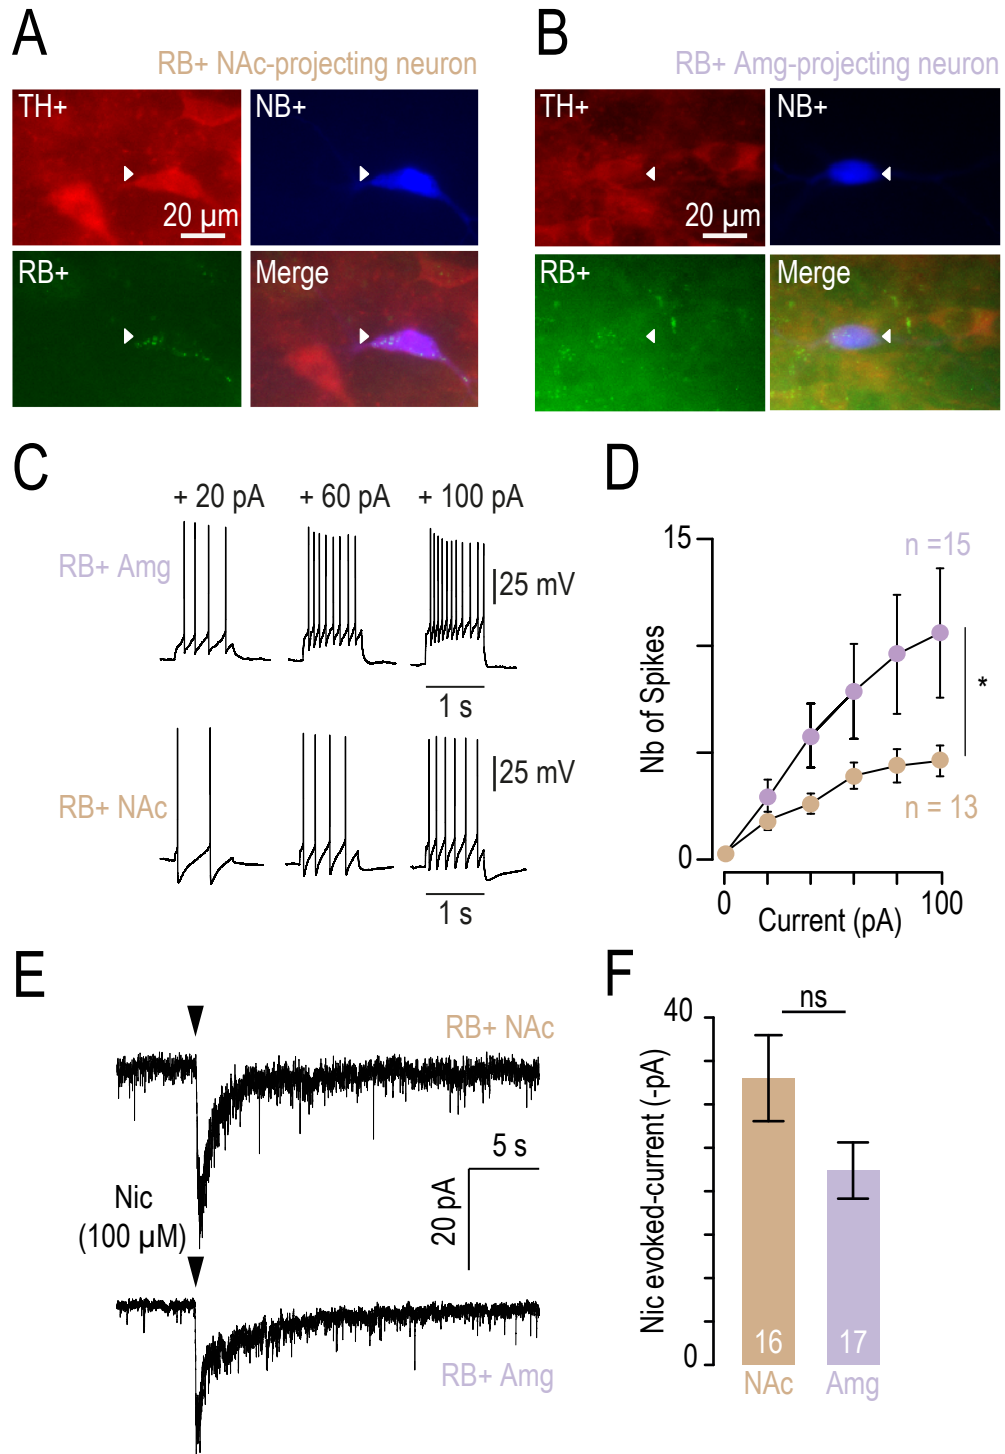 A
RB+ NAc-projecting neuron
TH+
NB+
20 µm
RB+
Merge
B
RB+ Amg-projecting neuron
TH+
NB+
20 µm
RB+
Merge
C
+ 20 pA
+ 60 pA
+ 100 pA
RB+ Amg
25 mV
1 s
RB+ NAc
25 mV
1 s
D
15
n =15
Nb of Spikes
*
n = 13
0
0
100
Current (pA)
E
RB+ NAc
5 s
20 pA
Nic
(100 µM)
RB+ Amg
F
40
ns
Nic evoked-current (-pA)
0
16
17
NAc
Amg